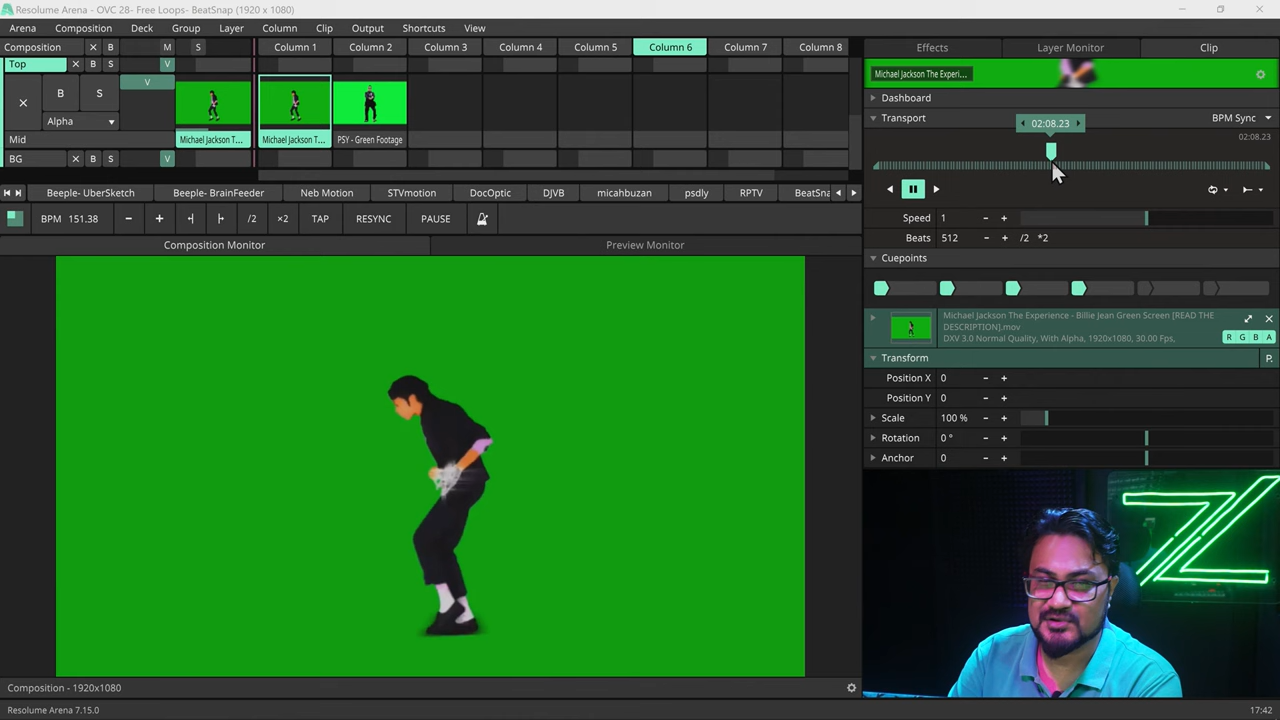 Resolume Arena - OVC 28- Free Loops- BeatSnap (1920 x 1080)
Arena Composition Deck Group Layer Column Clip Output Shortcuts View
Composition X B M S Column 1 Column 2 Column 3 Column 4 Column 5 Column 6 Column 7 Column 8
Top X B S V
B S V
Alpha
Mid Michael Jackson T... Michael Jackson T... PSY - Green Footage
BG X B S V
Beeple- UberSketch Beeple- BrainFeeder Neb Motion STVmotion DocOptic DJVB micahbuzan psdly RPTV BeatSna
BPM 151.38 - + /2 ×2 TAP RESYNC PAUSE
Composition Monitor Preview Monitor
Composition - 1920x1080
Resolume Arena 7.15.0
Effects Layer Monitor Clip
Michael Jackson The Experi...
Dashboard
Transport 02:08.23 BPM Sync
02:08.23
Speed 1 - +
Beats 512 - + /2 *2
Cuepoints
Michael Jackson The Experience - Billie Jean Green Screen [READ THE
DESCRIPTION].mov
DXV 3.0 Normal Quality, With Alpha, 1920x1080, 30.00 Fps,
R G B A
Transform P.
Position X 0 - +
Position Y 0 - +
Scale 100 % - +
Rotation 0 ° - +
Anchor 0 - +
17:42